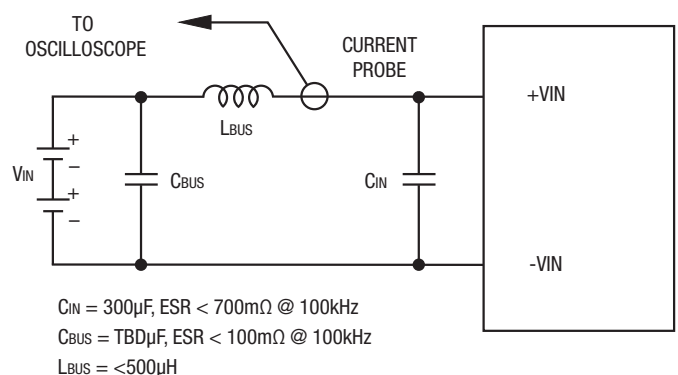 TO
OSCILLOSCOPE
CURRENT
PROBE
+VIN
LBUS
+
VIN
–
+
–
CBUS
CIN
-VIN
CIN = 300µF, ESR < 700mΩ @ 100kHz
CBUS = TBDµF, ESR < 100mΩ @ 100kHz
LBUS = <500µH